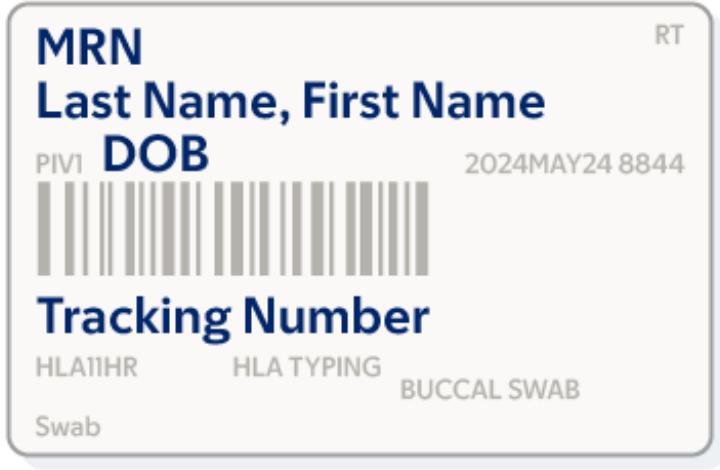 MRN RT
Last Name, First Name
PIV1 DOB 2024MAY24 8844
Tracking Number
HLA11HR HLA TYPING
BUCCAL SWAB
Swab